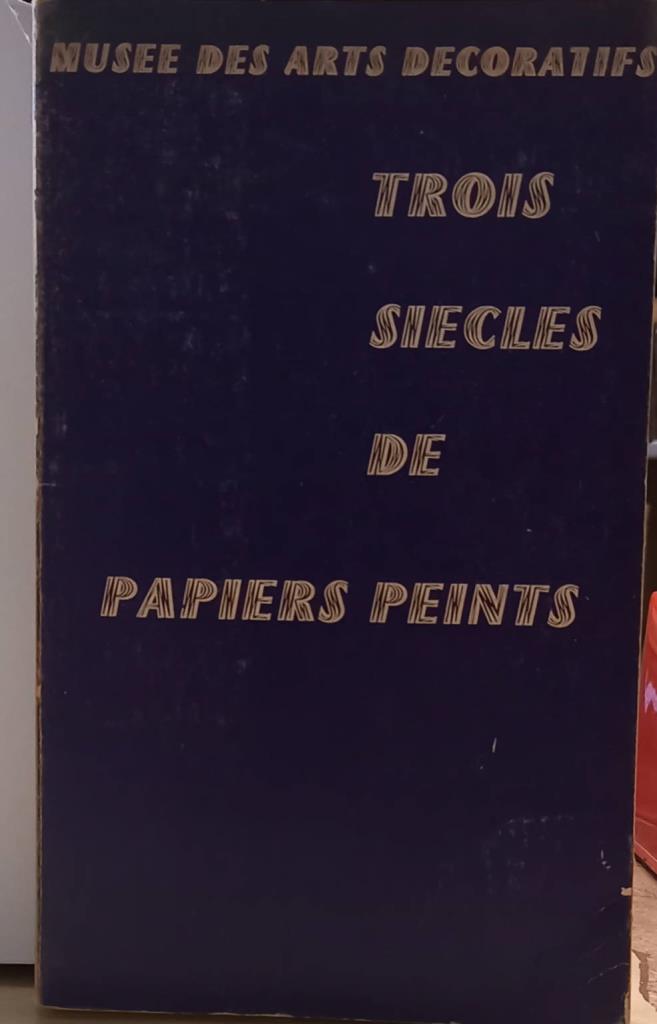 MUSEE DES ARTS DECORATIFS
TROIS
SIECLES
DE
PAPIERS PEINTS